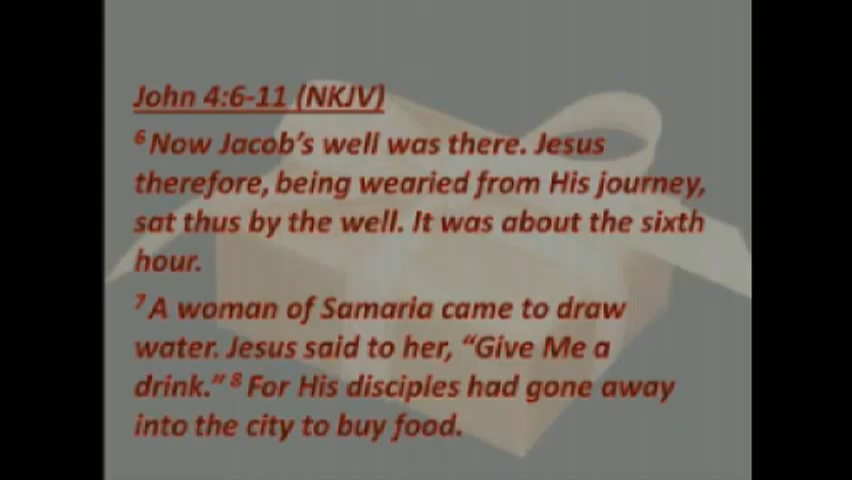 John 4:6-11 (NKJV)
⁶ Now Jacob's well was there. Jesus
therefore, being wearied from His journey,
sat thus by the well. It was about the sixth
hour.
⁷ A woman of Samaria came to draw
water. Jesus said to her, “Give Me a
drink.” ⁸ For His disciples had gone away
into the city to buy food.